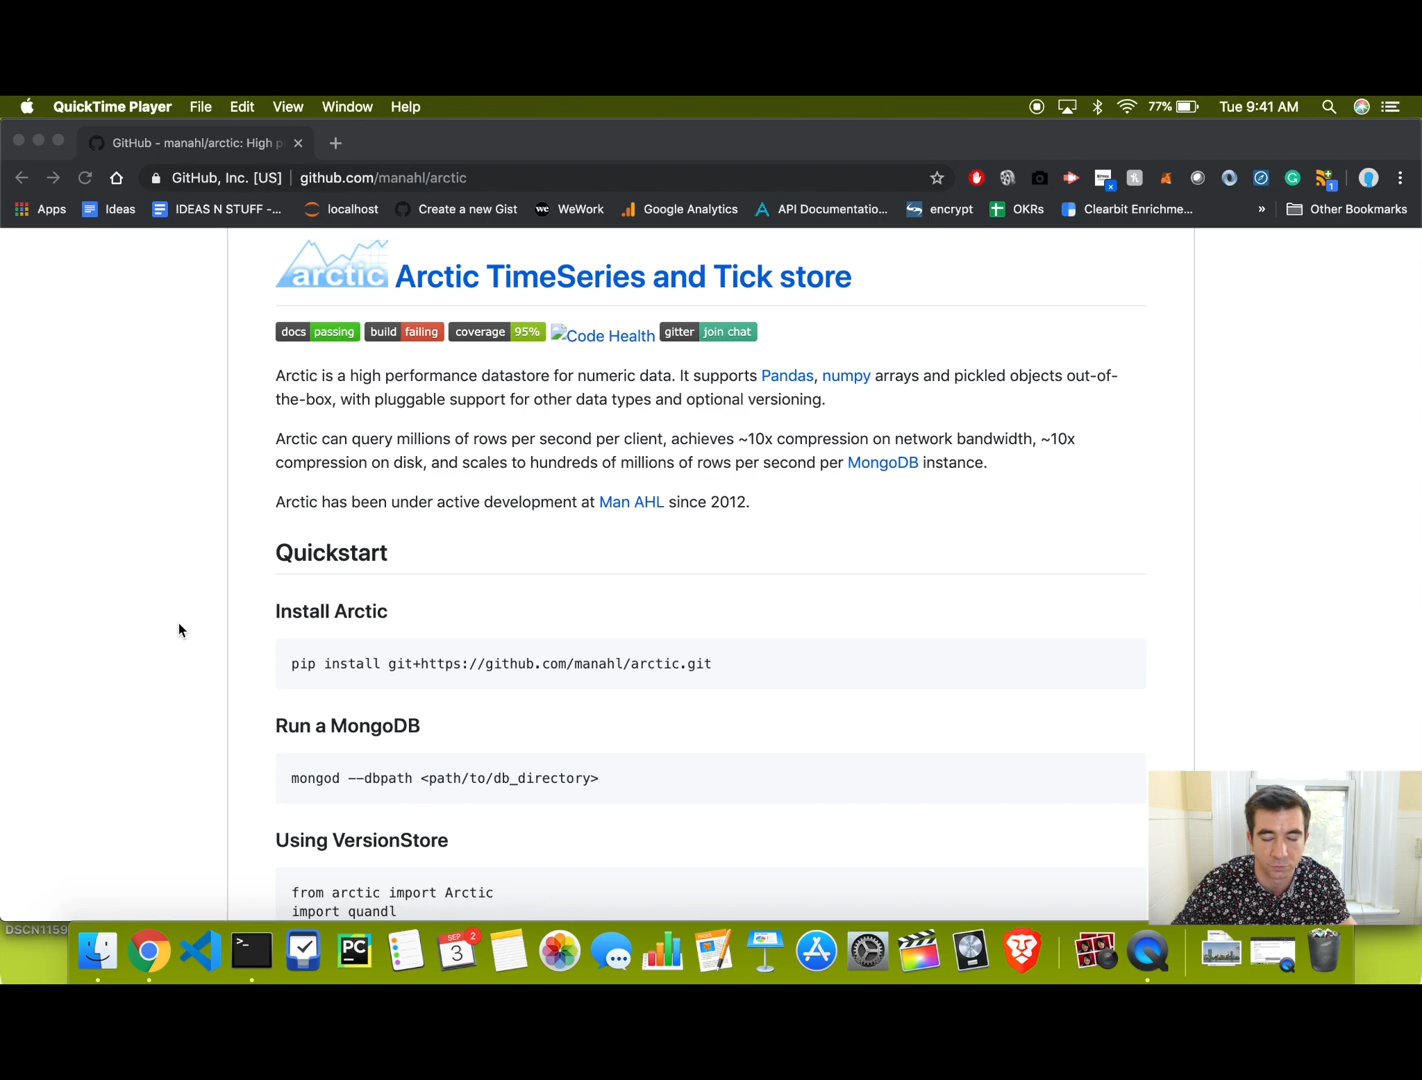 QuickTime Player File Edit View Window Help 77% Tue 9:41 AM
GitHub - manahl/arctic: High p
GitHub, Inc. [US] | github.com/manahl/arctic
Apps Ideas IDEAS N STUFF -... localhost Create a new Gist WeWork Google Analytics API Documentatio... encrypt OKRs Clearbit Enrichme... » Other Bookmarks
arctic Arctic TimeSeries and Tick store
docs passing build failing coverage 95% Code Health gitter join chat
Arctic is a high performance datastore for numeric data. It supports Pandas, numpy arrays and pickled objects out-of-
the-box, with pluggable support for other data types and optional versioning.
Arctic can query millions of rows per second per client, achieves ~10x compression on network bandwidth, ~10x
compression on disk, and scales to hundreds of millions of rows per second per MongoDB instance.
Arctic has been under active development at Man AHL since 2012.
Quickstart
Install Arctic
pip install git+https://github.com/manahl/arctic.git
Run a MongoDB
mongod --dbpath <path/to/db_directory>
Using VersionStore
from arctic import Arctic
import quandl
DSCN1159
>_ PC SEP 3 2